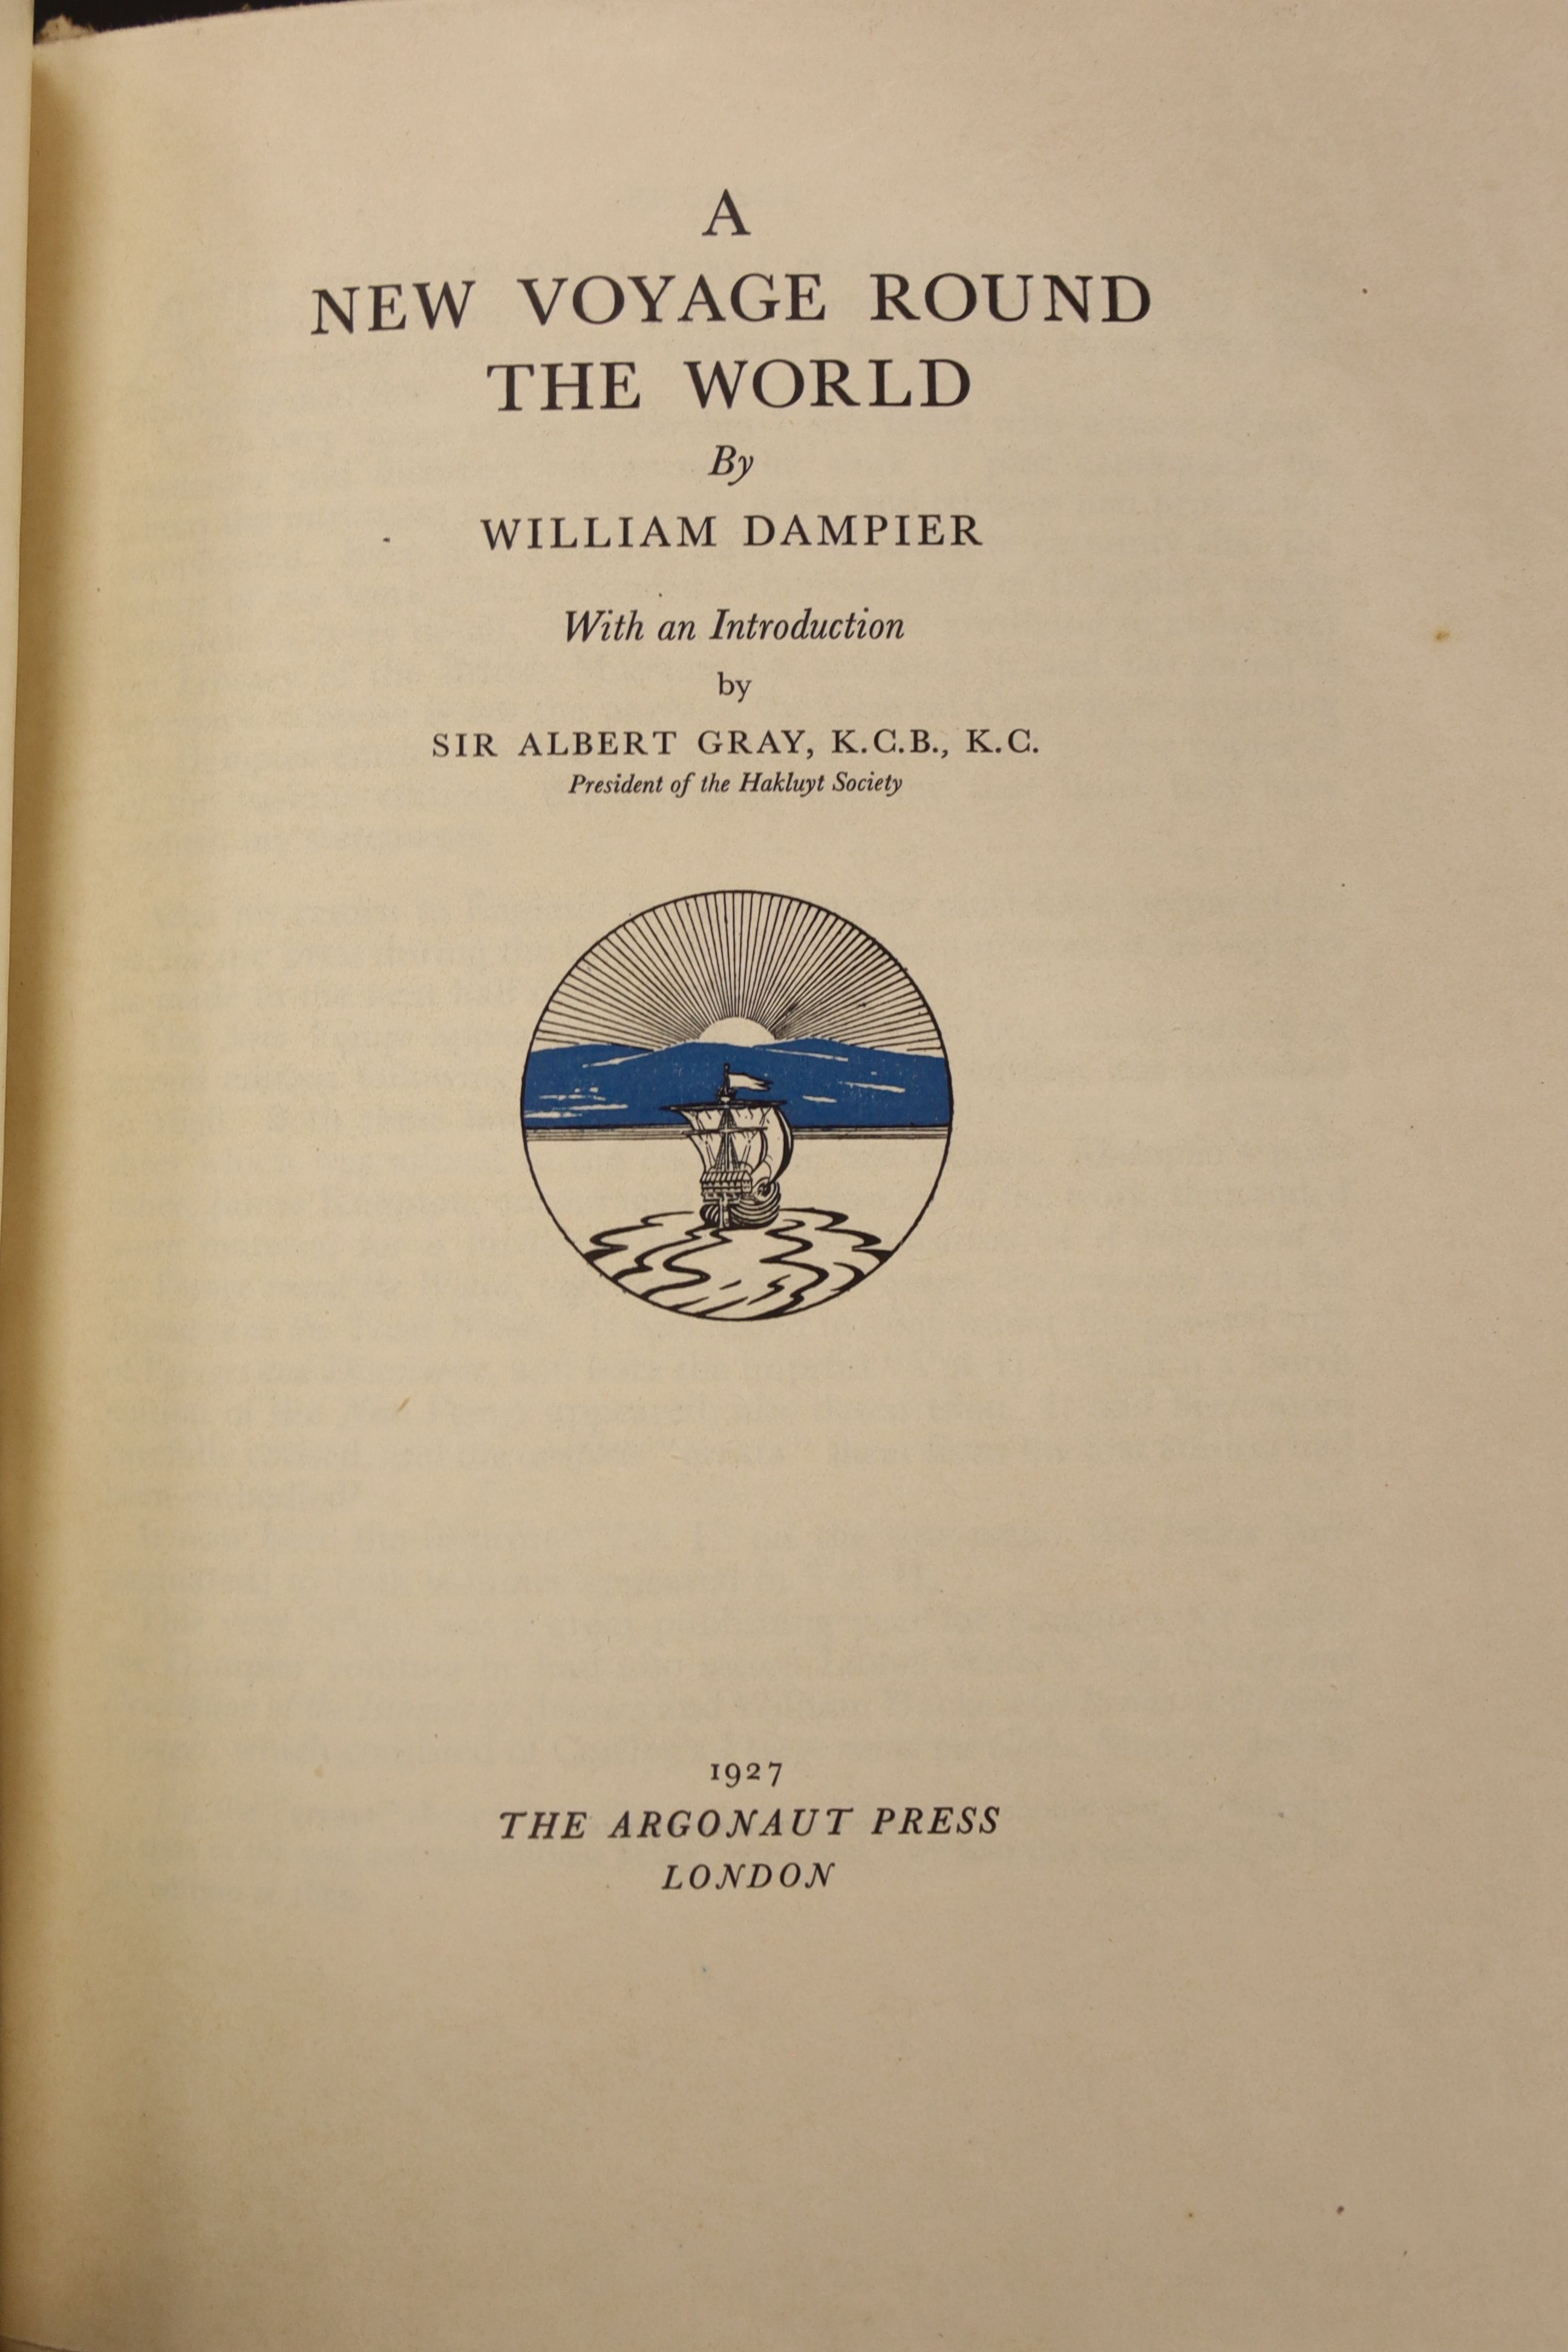 A
NEW VOYAGE ROUND
THE WORLD
By
WILLIAM DAMPIER
With an Introduction
by
SIR ALBERT GRAY, K.C.B., K.C.
President of the Hakluyt Society
1927
THE ARGONAUT PRESS
LONDON